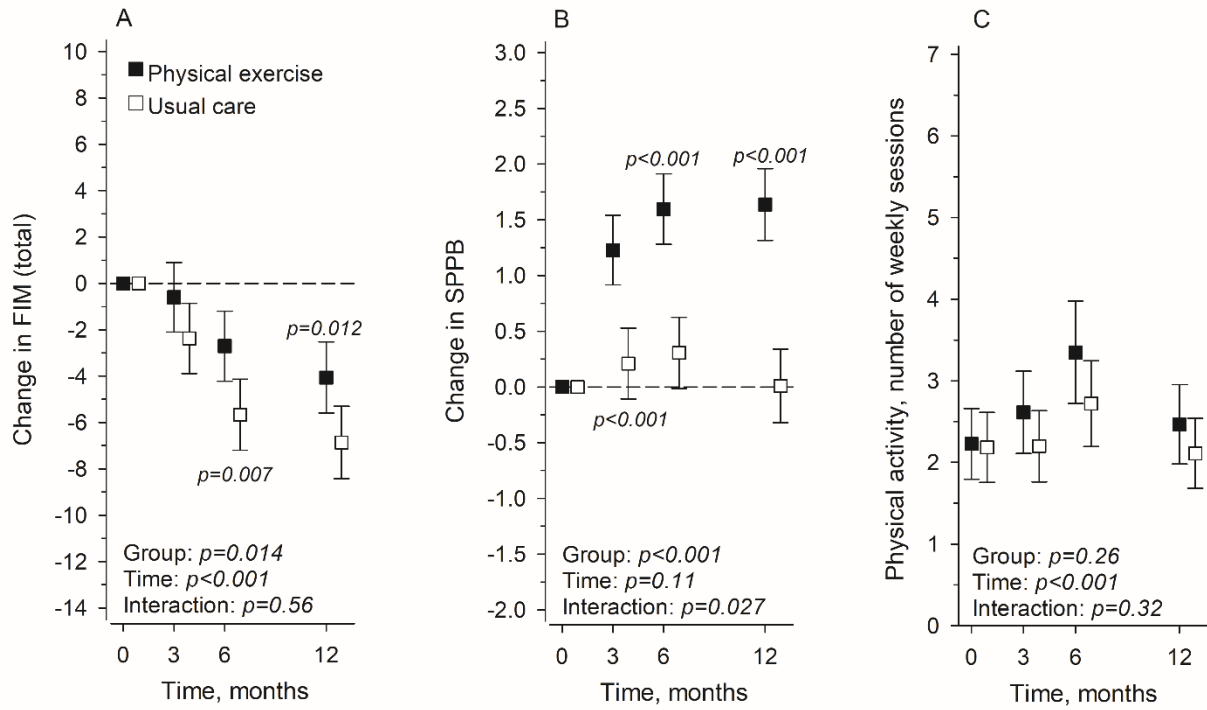 A
10
8
6
4
2
0
-2
-4
-6
-8
-10
-12
-14
Change in FIM (total)
Physical exercise
Usual care
p=0.012
p=0.007
Group: p=0.014
Time: p<0.001
Interaction: p=0.56
0 3 6 12
Time, months
B
3.0
2.5
2.0
1.5
1.0
0.5
0.0
-0.5
-1.0
-1.5
-2.0
Change in SPPB
p<0.001 p<0.001
p<0.001
Group: p<0.001
Time: p=0.11
Interaction: p=0.027
0 3 6 12
Time, months
C
7
6
5
4
3
2
1
0
Physical activity, number of weekly sessions
Group: p=0.26
Time: p<0.001
Interaction: p=0.32
0 3 6 12
Time, months